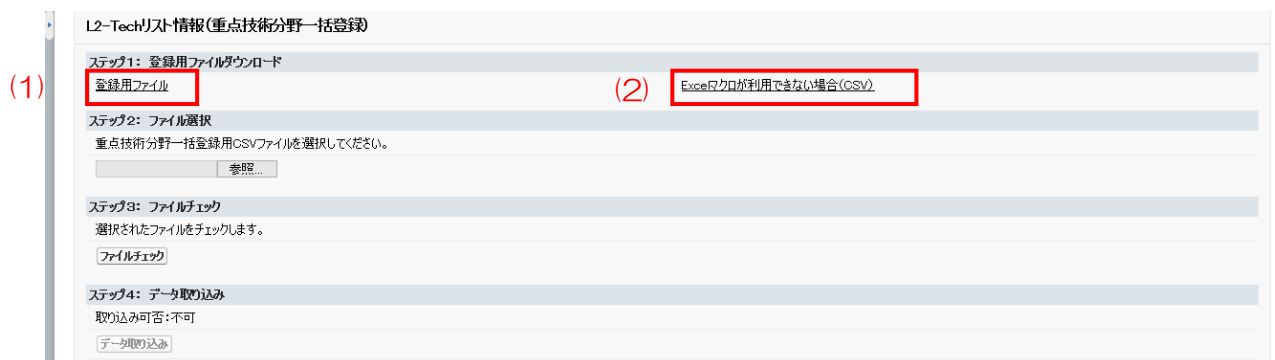 L2-Techリスト情報(重点技術分野一括登録)
ステップ1: 登録用ファイルダウンロード
(1) 登録用ファイル (2) Excelマクロが利用できない場合(CSV)
ステップ2: ファイル選択
重点技術分野一括登録用CSVファイルを選択してください。
参照...
ステップ3: ファイルチェック
選択されたファイルをチェックします。
ファイルチェック
ステップ4: データ取り込み
取り込み可否:不可
データ取り込み